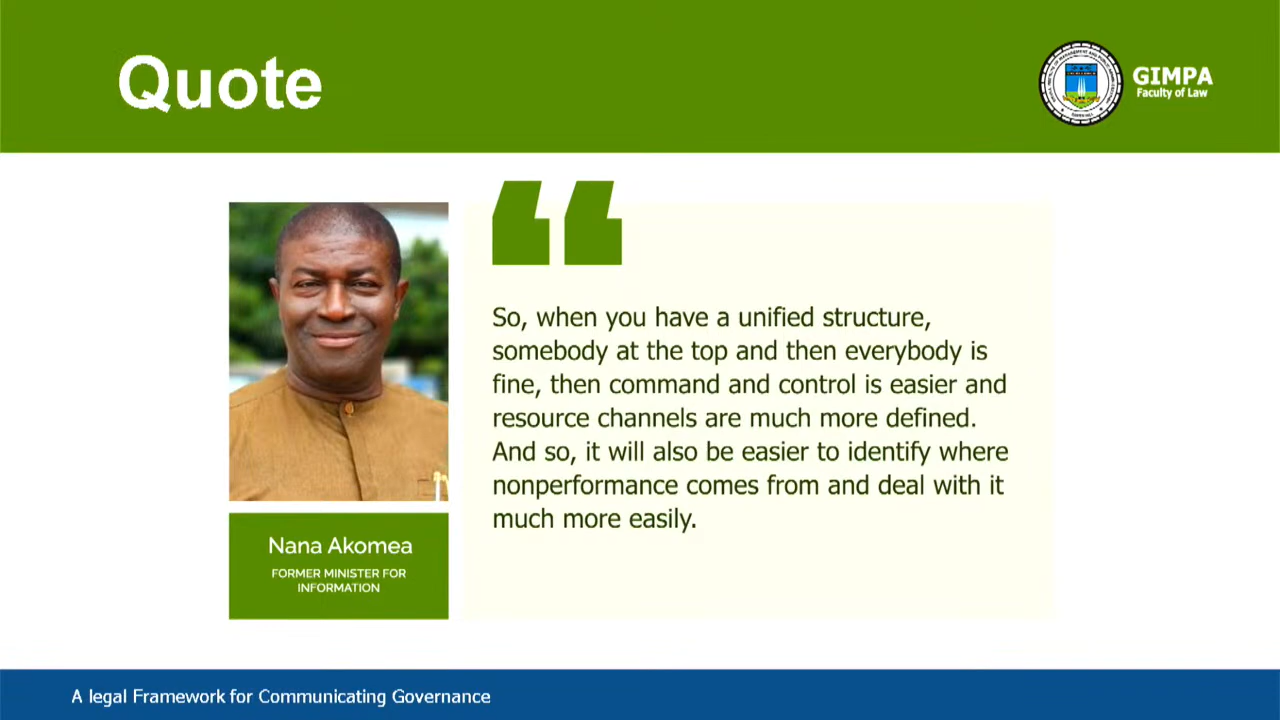 Quote
GIMPA
Faculty of Law
So, when you have a unified structure,
somebody at the top and then everybody is
fine, then command and control is easier and
resource channels are much more defined.
And so, it will also be easier to identify where
nonperformance comes from and deal with it
much more easily.
Nana Akomea
FORMER MINISTER FOR
INFORMATION
A legal Framework for Communicating Governance